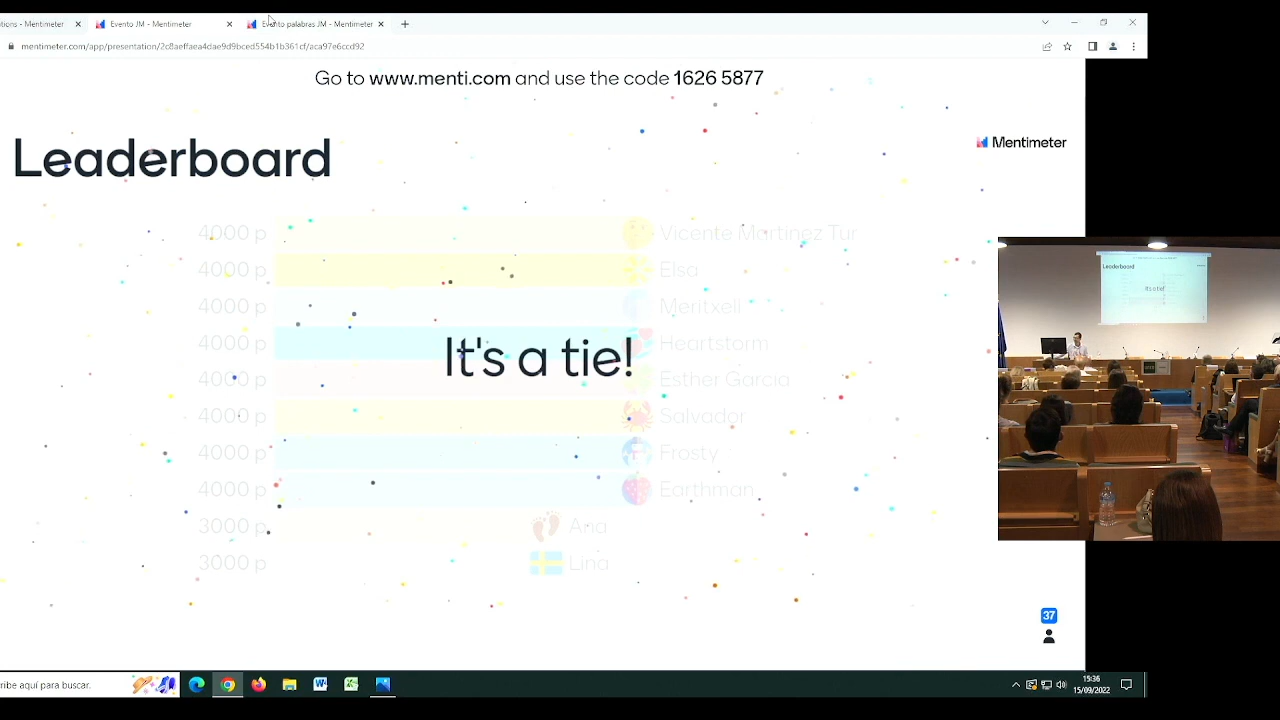 tions - Mentimeter
Evento JM - Mentimeter
Evento palabras JM - Mentimeter
mentimeter.com/app/presentation/2c8aeffaea4dae9d9bced554b1b361cf/aca97e6ccd92
Go to www.menti.com and use the code 1626 5877
Leaderboard
Mentimeter
4000 p Vicente Martinez Tur
4000 p Elsa
4000 p Meritxell
4000 p Heartstorm
It's a tie!
4000 p Esther Garcia
4000 p Salvador
4000 p Frosty
4000 p Earthman
3000 p Ana
3000 p Lina
37
Leaderboard
It's a tie!
ribe aquí para buscar.
15:36
15/09/2022